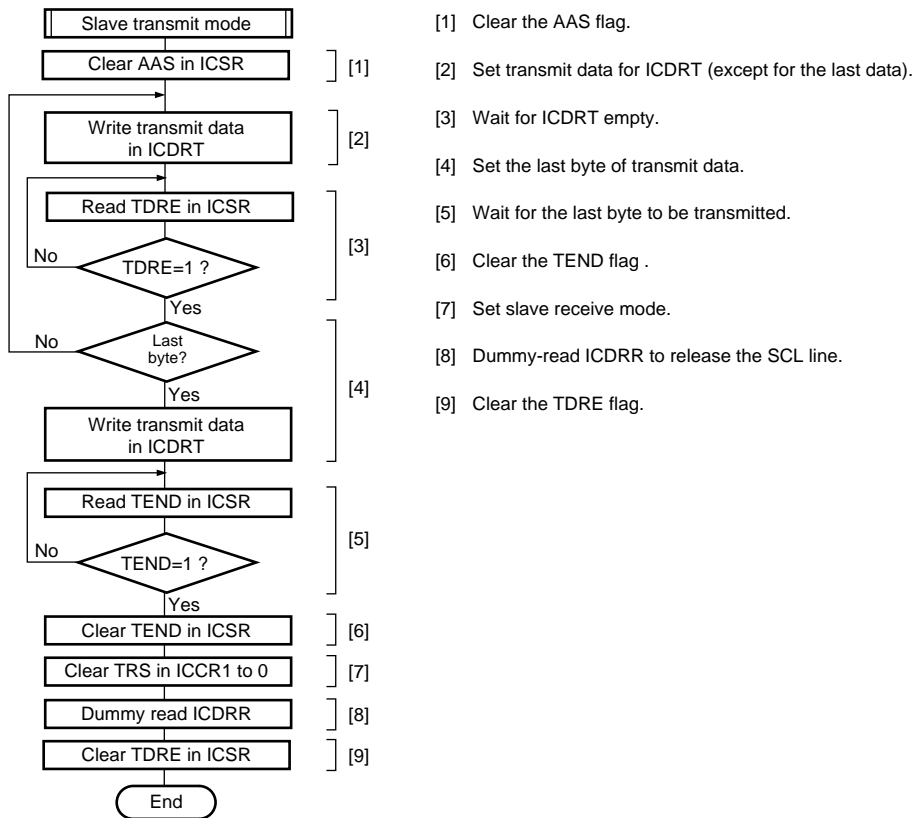 Slave transmit mode
Clear AAS in ICSR
[1]
Write transmit data
in ICDRT
[2]
Read TDRE in ICSR
No
TDRE=1 ?
[3]
Yes
No
Last
byte?
[4]
Yes
Write transmit data
in ICDRT
Read TEND in ICSR
No
TEND=1 ?
[5]
Yes
Clear TEND in ICSR
[6]
Clear TRS in ICCR1 to 0
[7]
Dummy read ICDRR
[8]
Clear TDRE in ICSR
[9]
End
[1] Clear the AAS flag.
[2] Set transmit data for ICDRT (except for the last data).
[3] Wait for ICDRT empty.
[4] Set the last byte of transmit data.
[5] Wait for the last byte to be transmitted.
[6] Clear the TEND flag .
[7] Set slave receive mode.
[8] Dummy-read ICDRR to release the SCL line.
[9] Clear the TDRE flag.